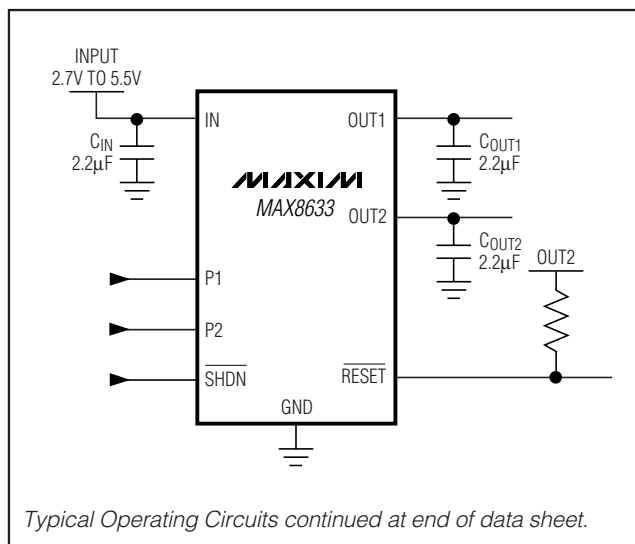 INPUT
2.7V TO 5.5V
CIN
2.2µF
IN
OUT1
COUT1
2.2µF
MAXIM
MAX8633
OUT2
COUT2
2.2µF
OUT2
P1
P2
SHDN
RESET
GND
Typical Operating Circuits continued at end of data sheet.